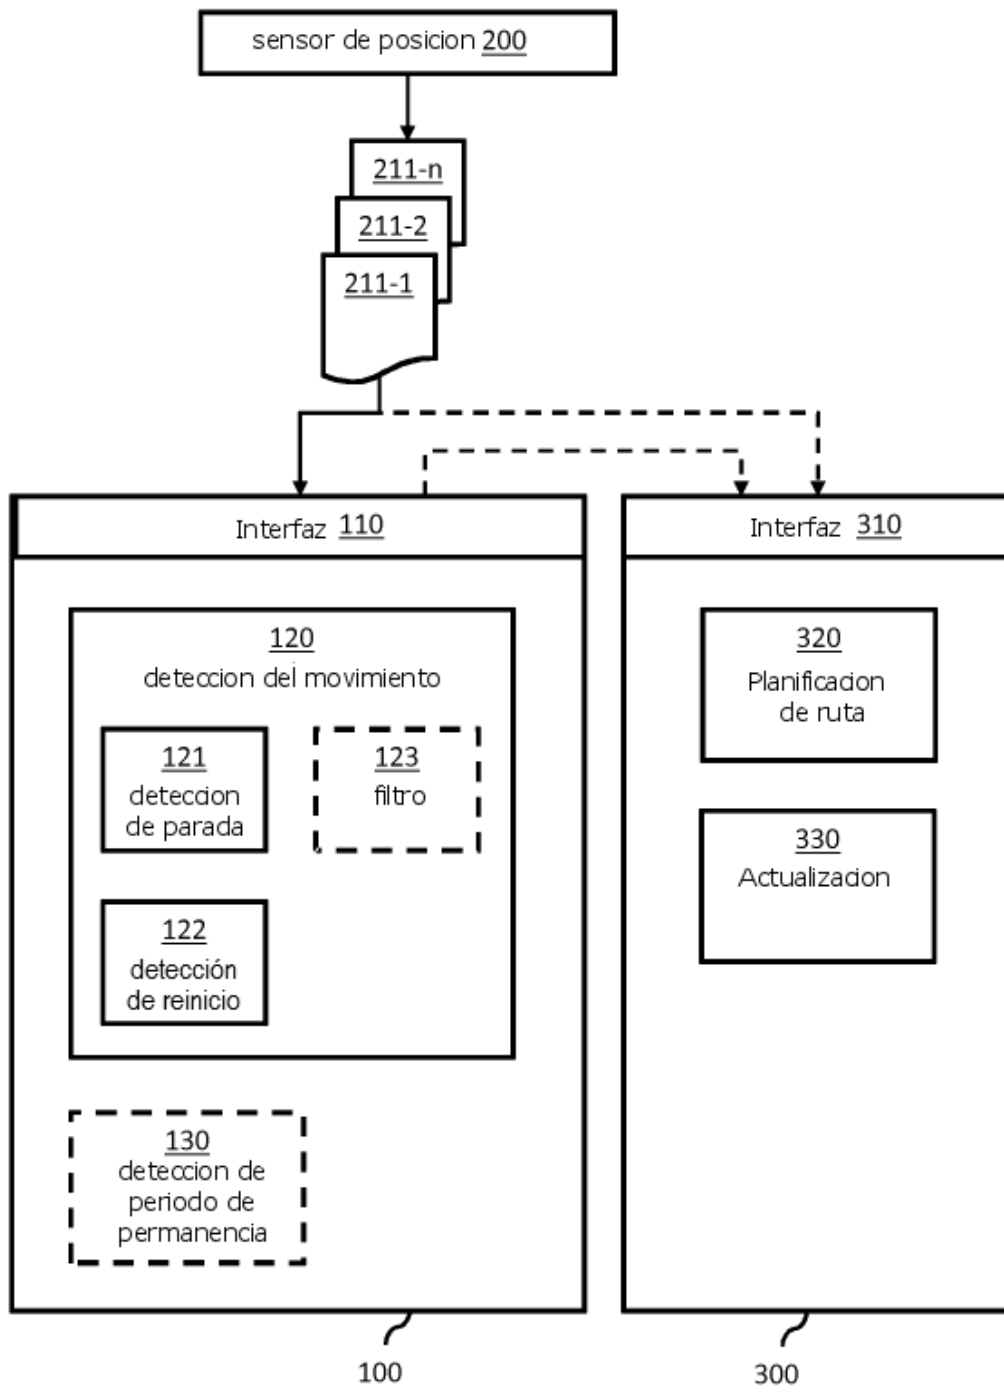 sensor de posicion 200
211-n
211-2
211-1
Interfaz 110
120
deteccion del movimiento
121
deteccion
de parada
123
filtro
122
detección
de reinicio
130
deteccion de
periodo de
permanencia
100
Interfaz 310
320
Planificacion
de ruta
330
Actualizacion
300